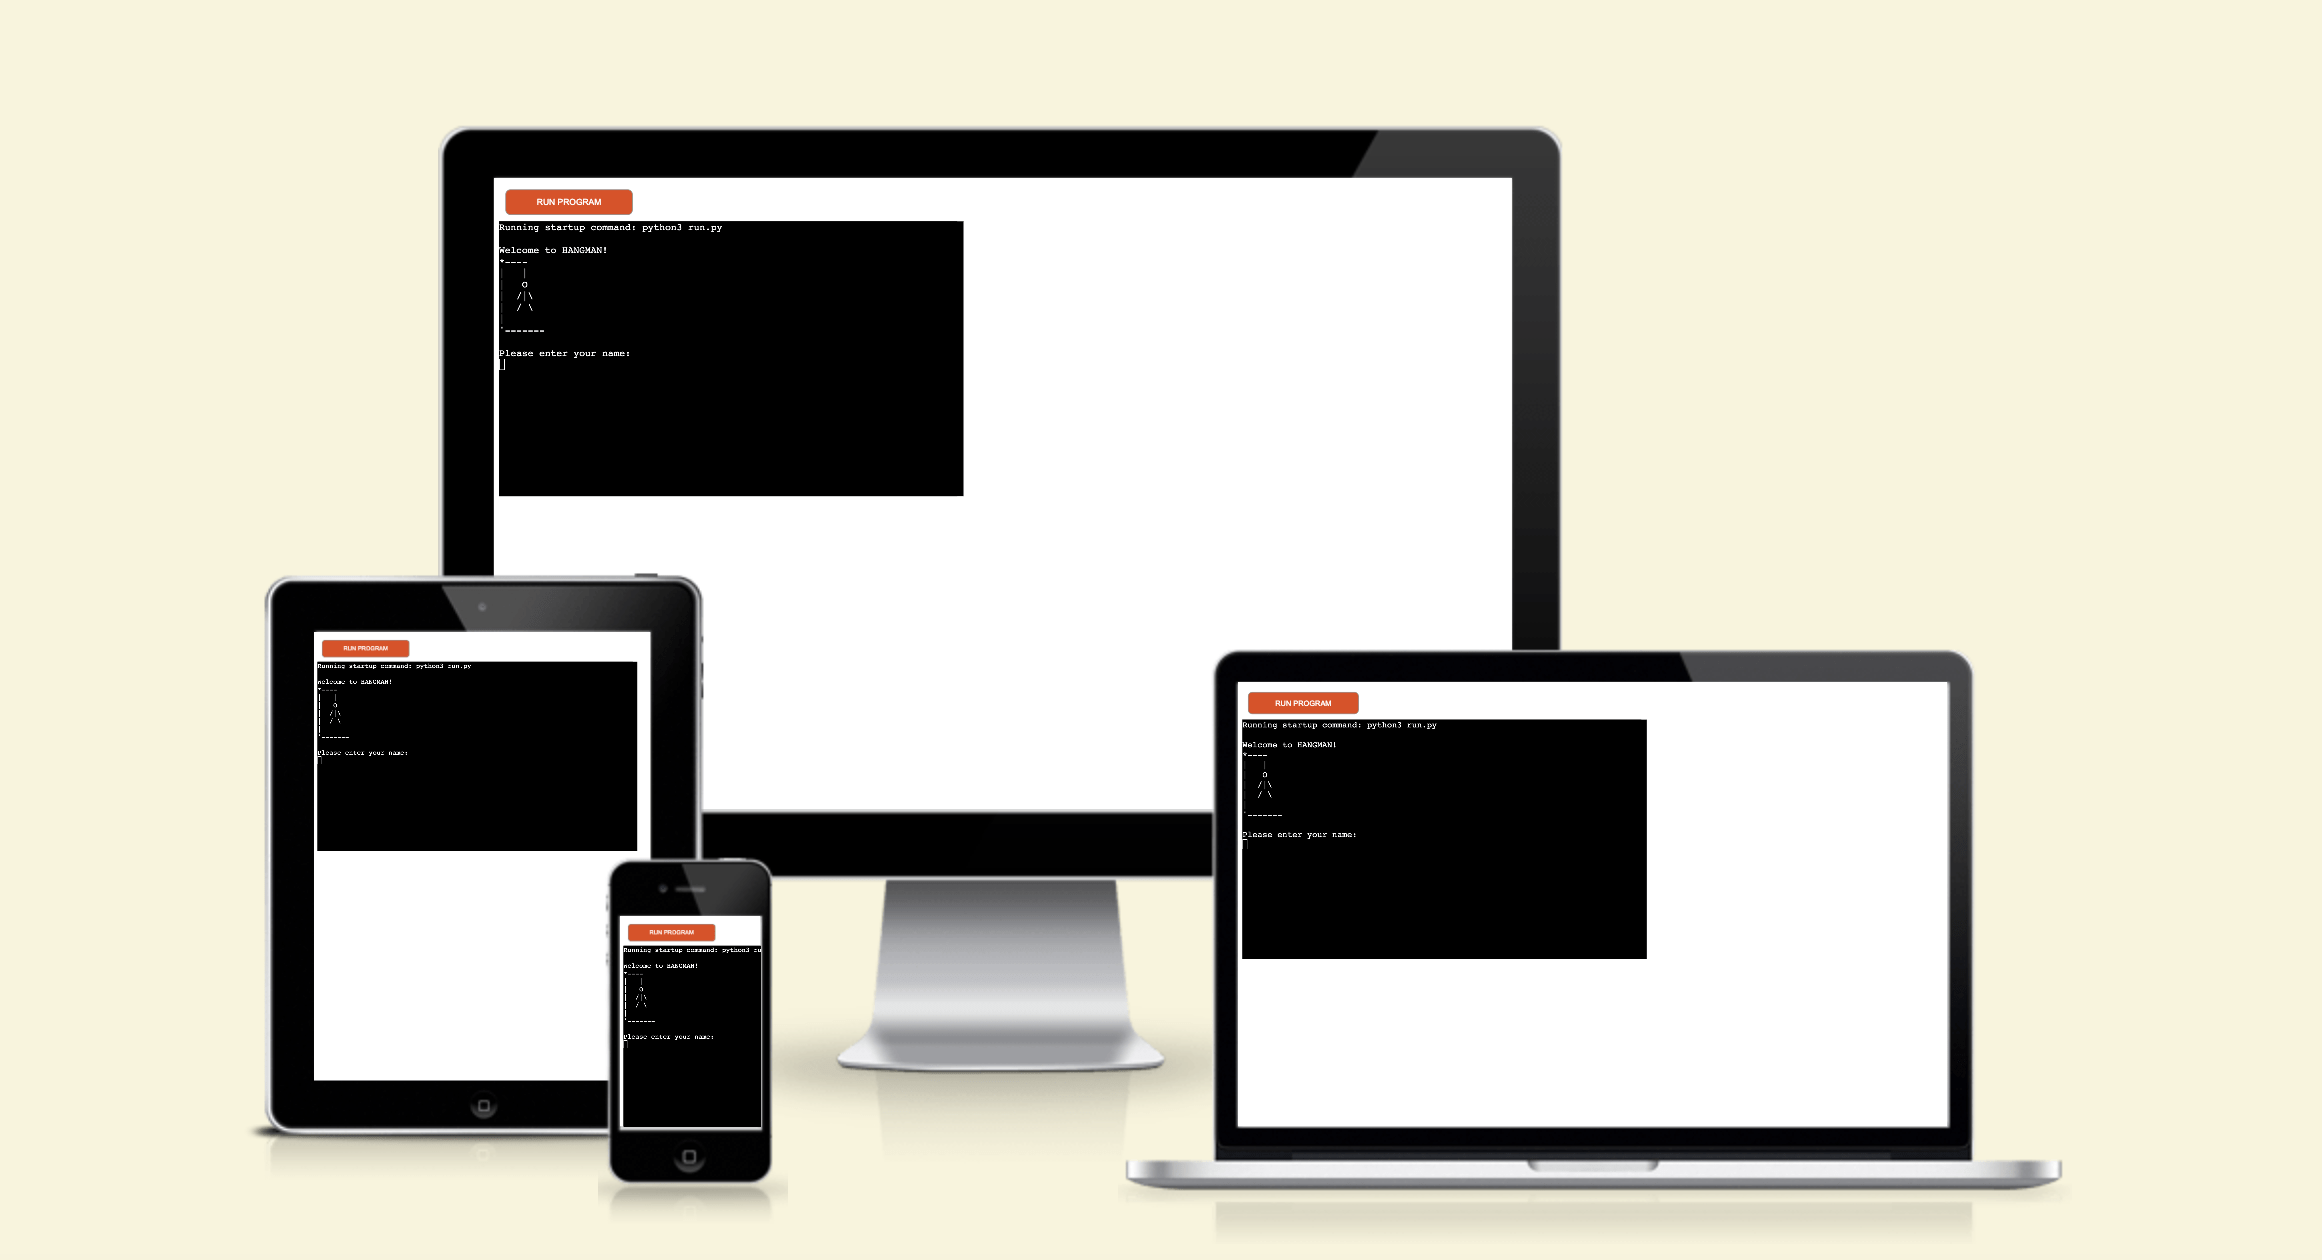 RUN PROGRAM
Running startup command: python3 run.py
Welcome to HANGMAN!
*----
|
O
/|\
/ \
*-------
Please enter your name:
RUN PROGRAM
Running startup command: python3 run.py
Welcome to HANGMAN!
*----
|   |
|   O
|  /|\
|  / \
|
*-------
Please enter your name:
RUN PROGRAM
Running startup command: python3 ru
Welcome to HANGMAN!
*----
|   |
|   O
|  /|\
|  / \
|
*-------
Please enter your name:
RUN PROGRAM
Running startup command: python3 run.py
Welcome to HANGMAN!
*----
|
O
/|\
/ \
*-------
Please enter your name: